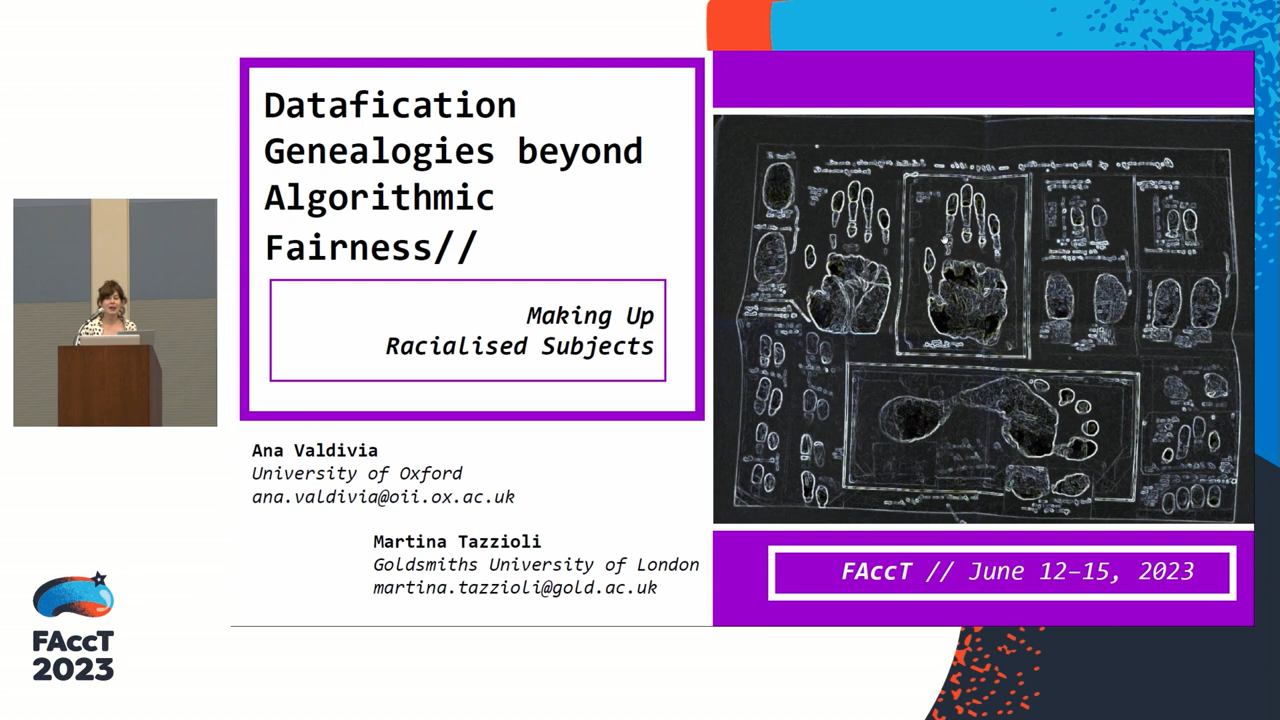 Datafication
Genealogies beyond
Algorithmic
Fairness//
Making Up
Racialised Subjects
Ana Valdivia
University of Oxford
ana.valdivia@oii.ox.ac.uk
Martina Tazzioli
Goldsmiths University of London
martina.tazzioli@gold.ac.uk
FAccT // June 12–15, 2023
FAccT
2023